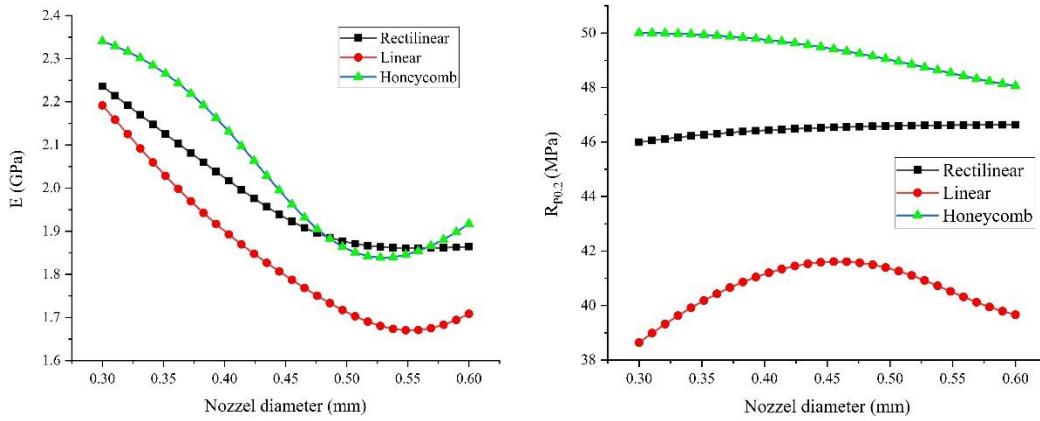 2.4
2.3
2.2
2.1
2.0
1.9
1.8
1.7
1.6
E (GPa)
Rectilinear
Linear
Honcycomb
0.30 0.35 0.40 0.45 0.50 0.55 0.60
Nozzel diameter (mm)
50
48
46
44
42
40
38
R_P0.2 (MPa)
Rectilinear
Linear
Honeycomb
0.30 0.35 0.40 0.45 0.50 0.55 0.60
Nozzel diameter (mm)